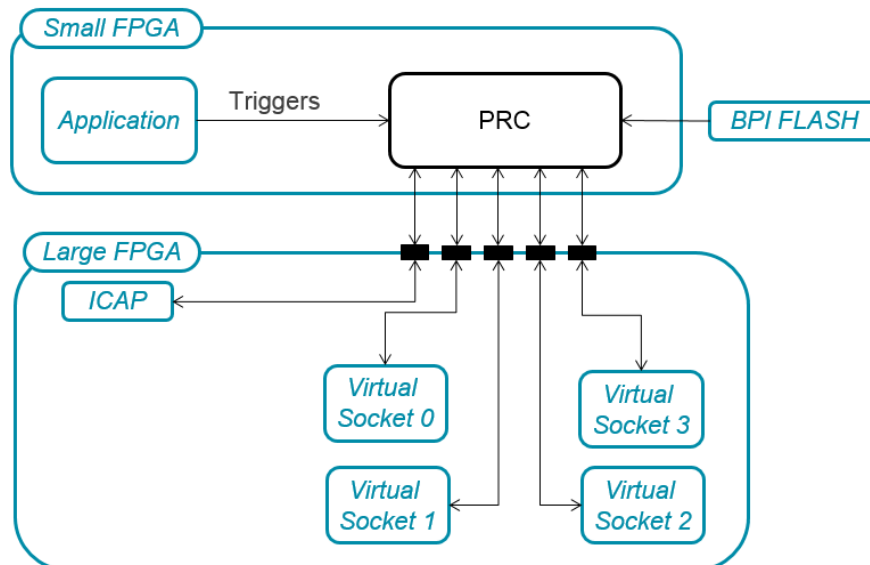 Small FPGA
Application
Triggers
PRC
BPI FLASH
Large FPGA
ICAP
Virtual
Socket 0
Virtual
Socket 3
Virtual
Socket 1
Virtual
Socket 2